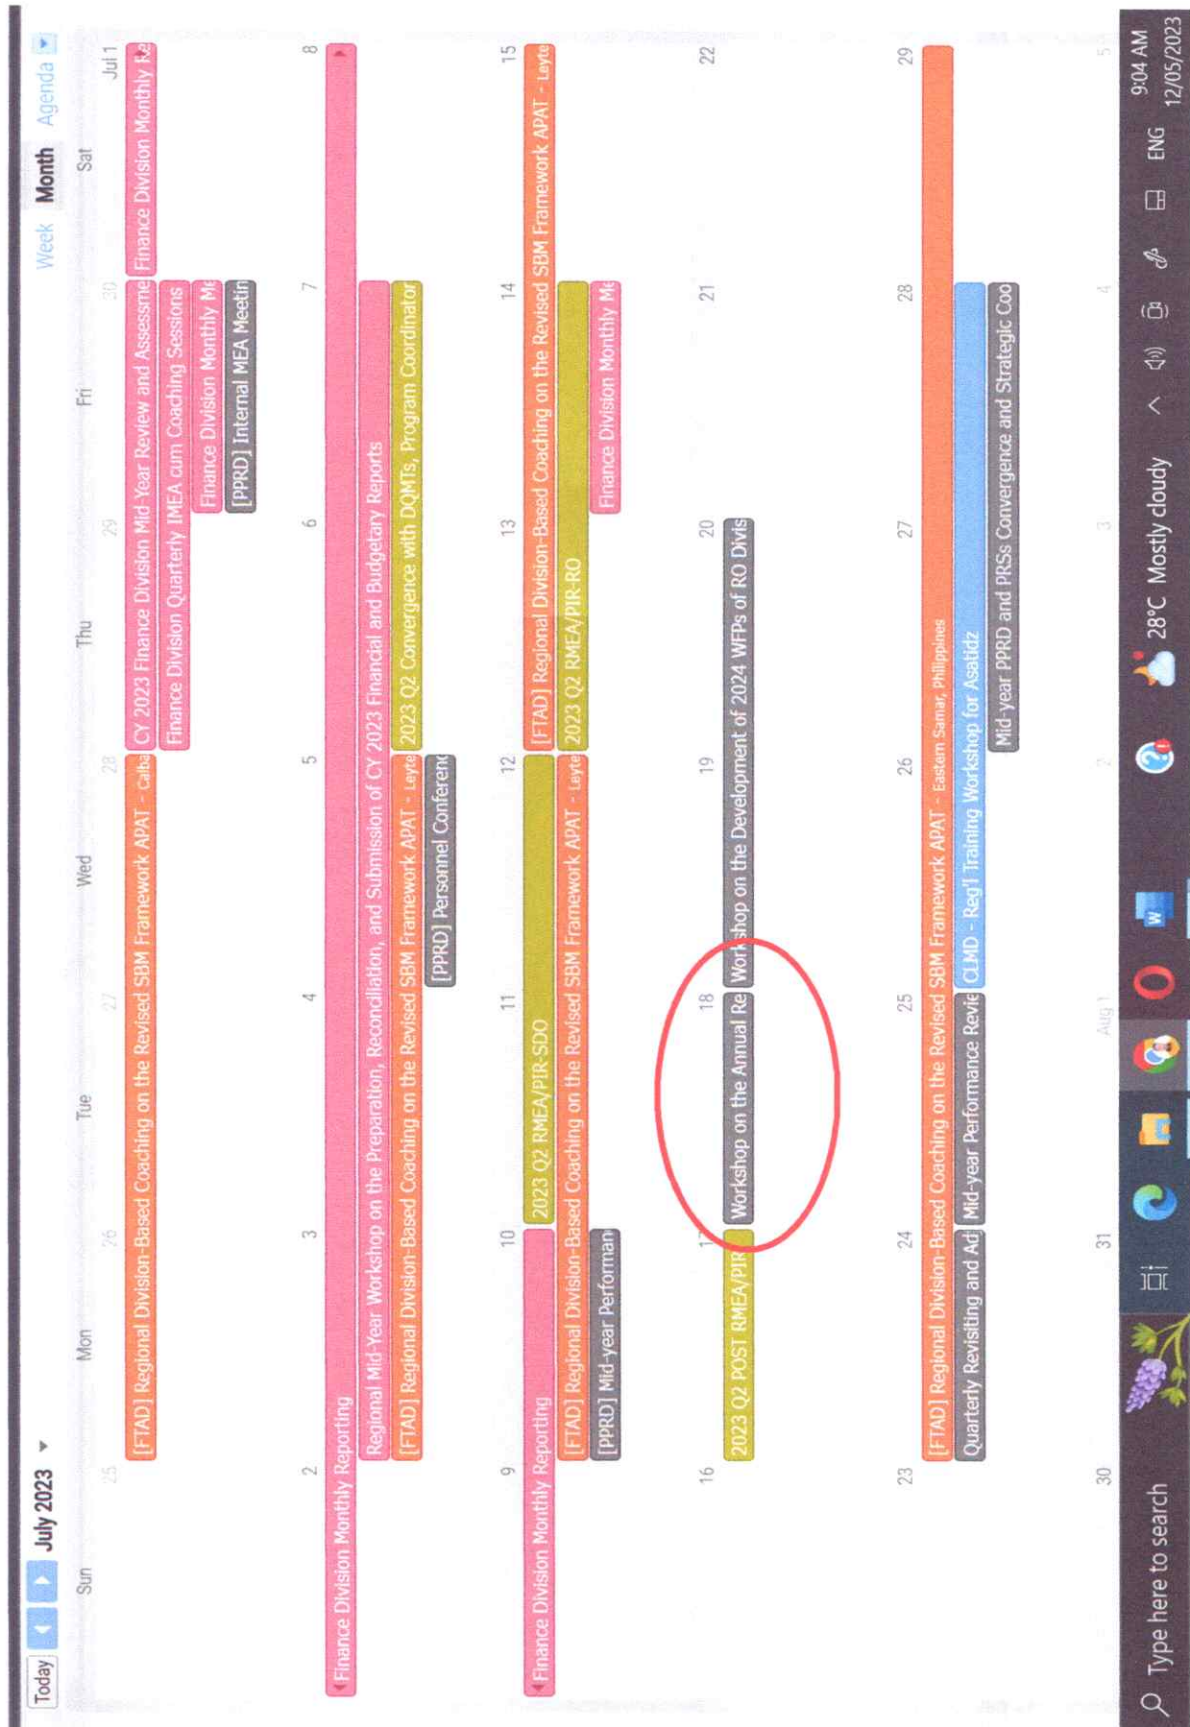 Today July 2023 Week Month Agenda
Sun Mon Tue Wed Thu Fri Sat
25 26 27 28 29 30 Jul 1
[FTAD] Regional Division-Based Coaching on the Revised SBM Framework APAT - Calba
CY 2023 Finance Division Mid-Year Review and Assessme
Finance Division Monthly Re
Finance Division Quarterly IMEA cum Coaching Sessions
Finance Division Monthly Me
[PPRD] Internal MEA Meetin
2 3 4 5 6 7 8
Finance Division Monthly Reporting
Regional Mid-Year Workshop on the Preparation, Reconciliation, and Submission of CY 2023 Financial and Budgetary Reports
[FTAD] Regional Division-Based Coaching on the Revised SBM Framework APAT - Leyte
2023 Q2 Convergence with DQMTs, Program Coordinator
[PPRD] Personnel Conferenc
9 10 11 12 13 14 15
Finance Division Monthly Reporting
2023 Q2 RMEA/PIR-SDO
[FTAD] Regional Division-Based Coaching on the Revised SBM Framework APAT - Leyte
[FTAD] Regional Division-Based Coaching on the Revised SBM Framework APAT - Leyte
2023 Q2 RMEA/PIR-RO
[PPRD] Mid-year Performan
Finance Division Monthly Me
16 17 18 19 20 21 22
2023 Q2 POST RMEA/PIR
Workshop on the Annual Re
Workshop on the Development of 2024 WFPs of RO Divis
23 24 25 26 27 28 29
[FTAD] Regional Division-Based Coaching on the Revised SBM Framework APAT - Eastern Samar, Philippines
Quarterly Revisiting and Ad
Mid-year Performance Revie
CLMD - Reg'l Training Workshop for Asatidz
Mid-year PPRD and PRSs Convergence and Strategic Coo
30 31 Aug 1 2 3 4 5
Type here to search
28°C Mostly cloudy
ENG
9:04 AM
12/05/2023